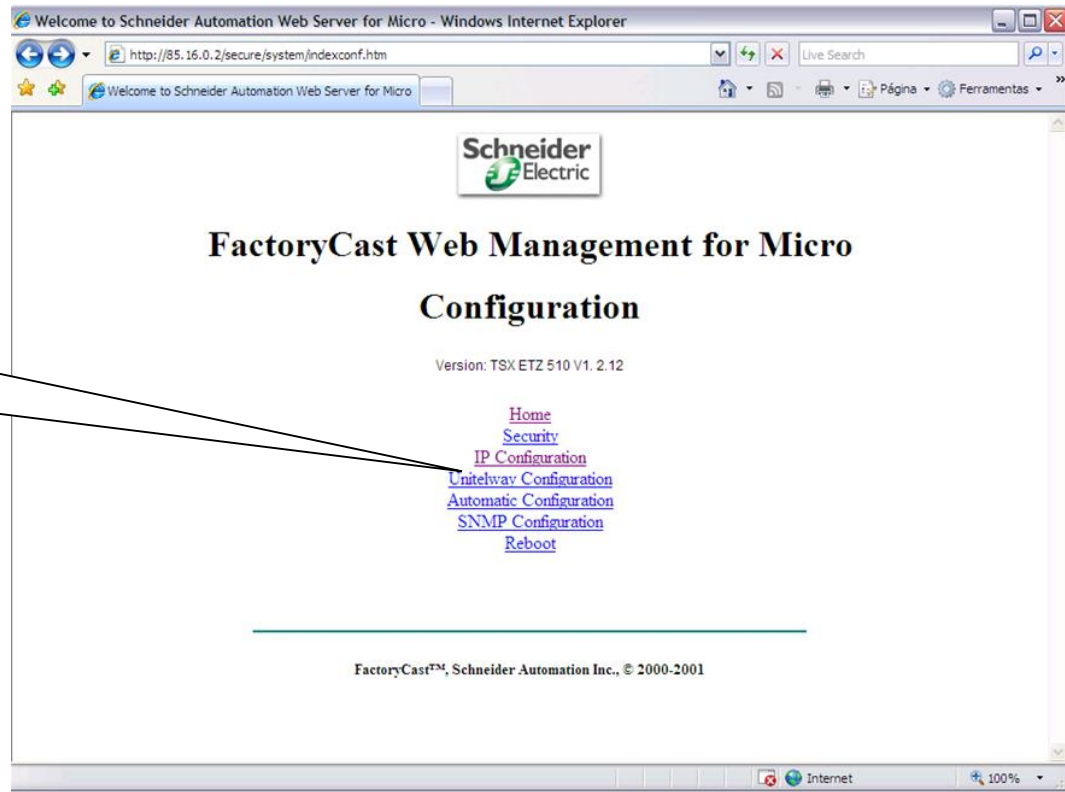 Welcome to Schneider Automation Web Server for Micro - Windows Internet Explorer
http://85.16.0.2/secure/system/indexconf.htm
Live Search
Welcome to Schneider Automation Web Server for Micro
Página
Ferramentas
Schneider
Electric
FactoryCast Web Management for Micro
Configuration
Version: TSX ETZ 510 V1. 2.12
Home
Security
IP Configuration
Unitelway Configuration
Automatic Configuration
SNMP Configuration
Reboot
FactoryCast™, Schneider Automation Inc., © 2000-2001
Internet
100%